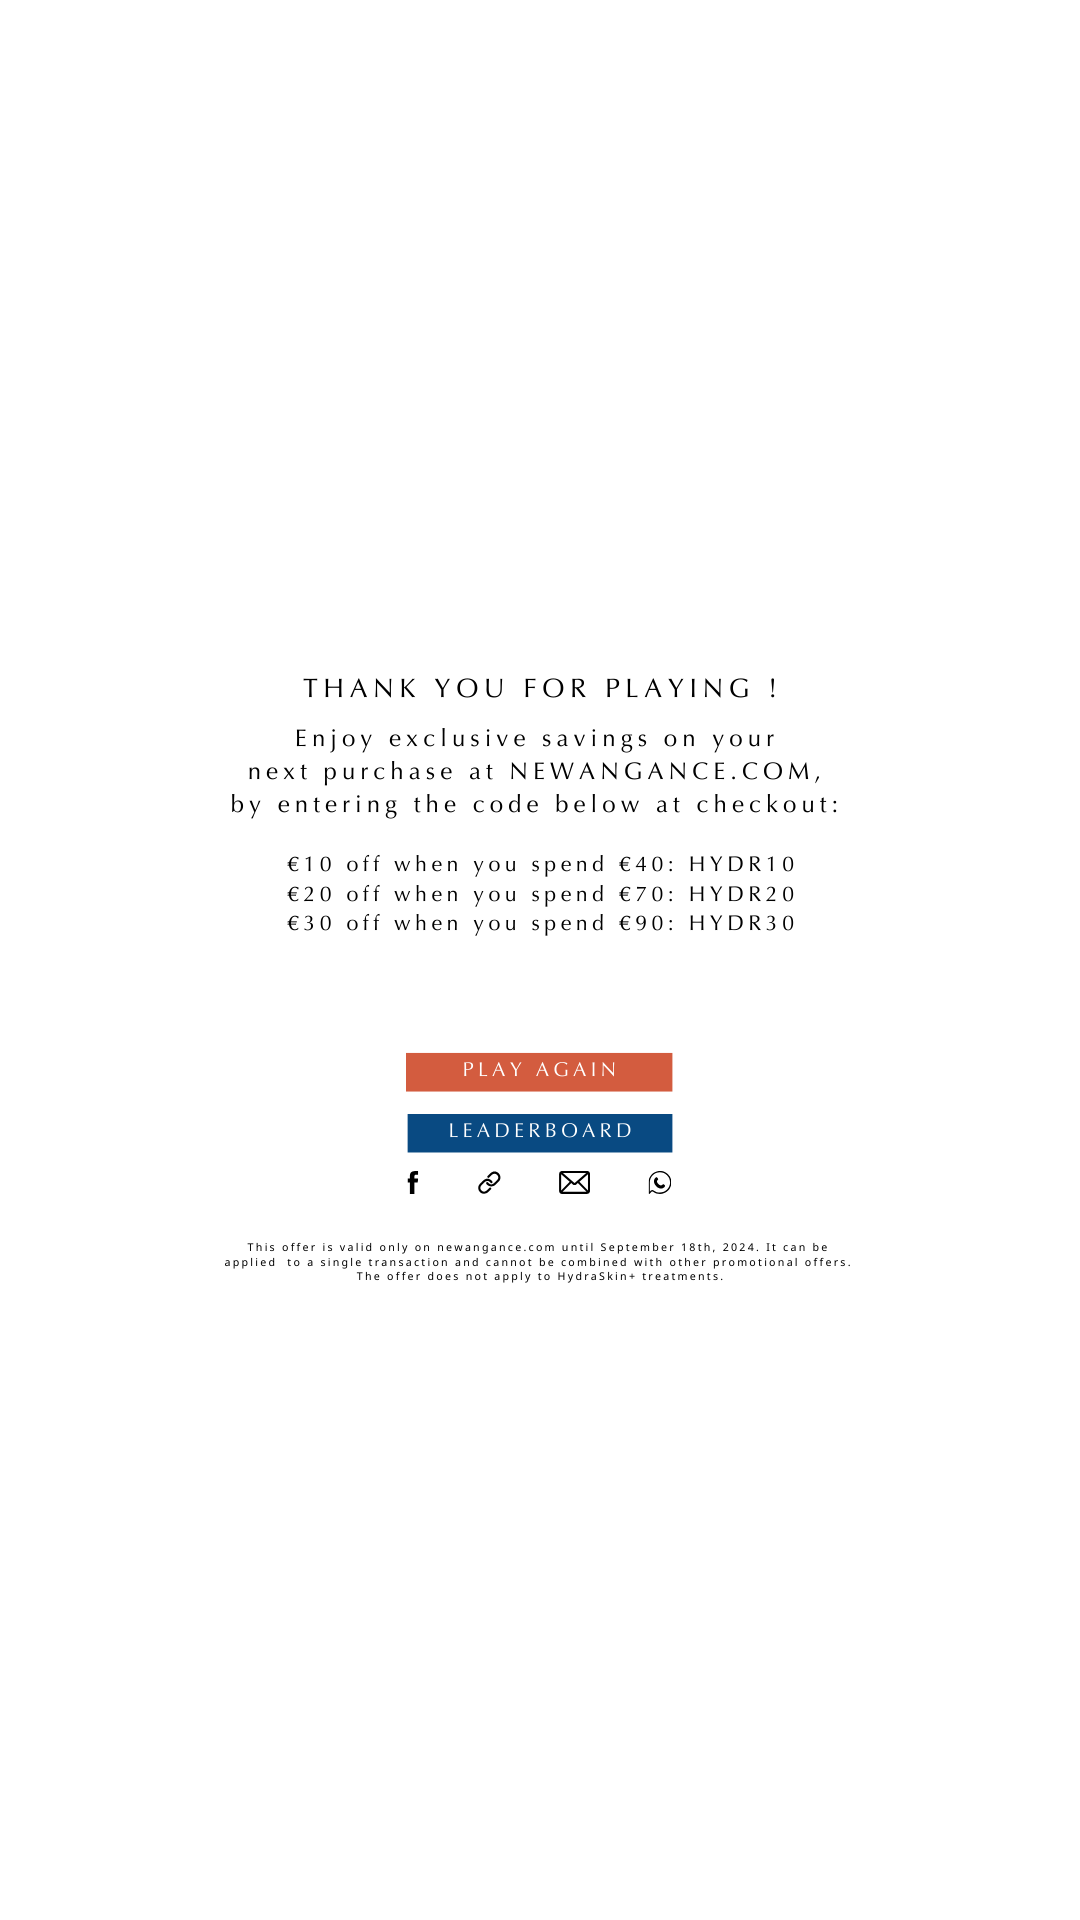 THANK YOU FOR PLAYING !
Enjoy exclusive savings on your
next purchase at NEWANGANCE.COM,
by entering the code below at checkout:
€10 off when you spend €40: HYDR10
€20 off when you spend €70: HYDR20
€30 off when you spend €90: HYDR30
PLAY AGAIN
LEADERBOARD
This offer is valid only on newangance.com until September 18th, 2024. It can be
applied  to a single transaction and cannot be combined with other promotional offers.
The offer does not apply to HydraSkin+ treatments.